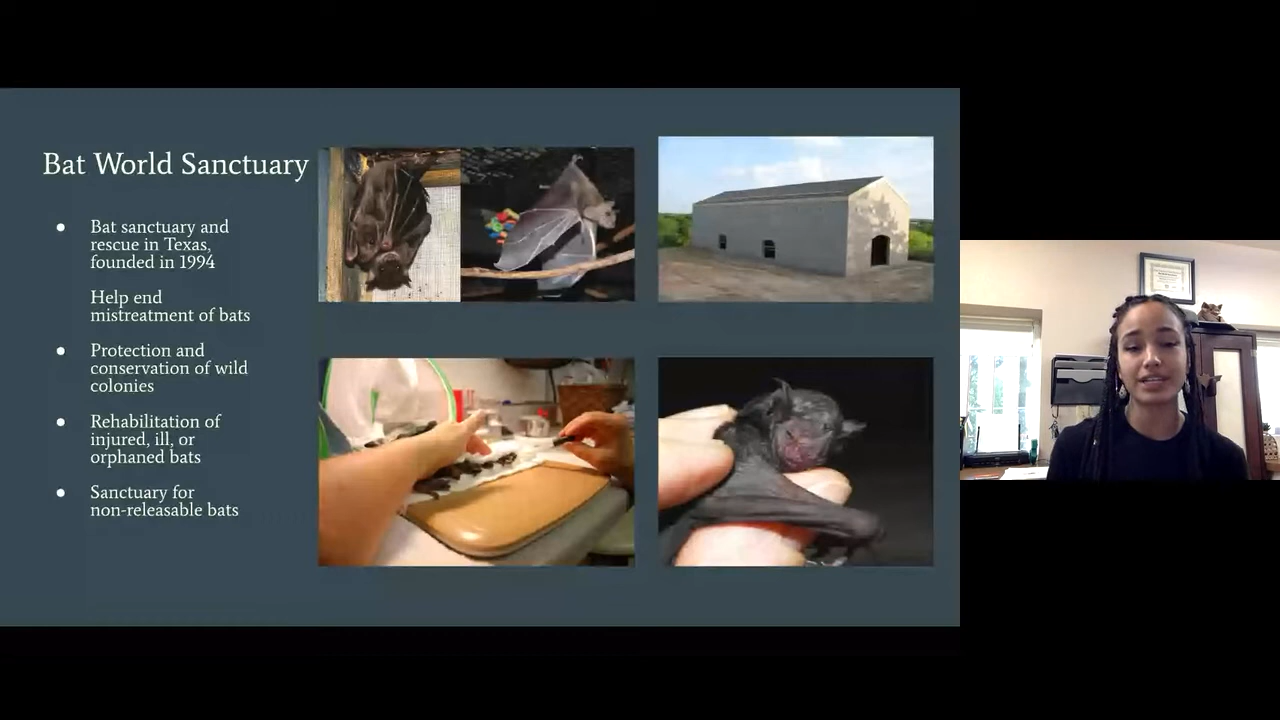 Bat World Sanctuary
● Bat sanctuary and
rescue in Texas,
founded in 1994
Help end
mistreatment of bats
● Protection and
conservation of wild
colonies
● Rehabilitation of
injured, ill, or
orphaned bats
● Sanctuary for
non-releasable bats